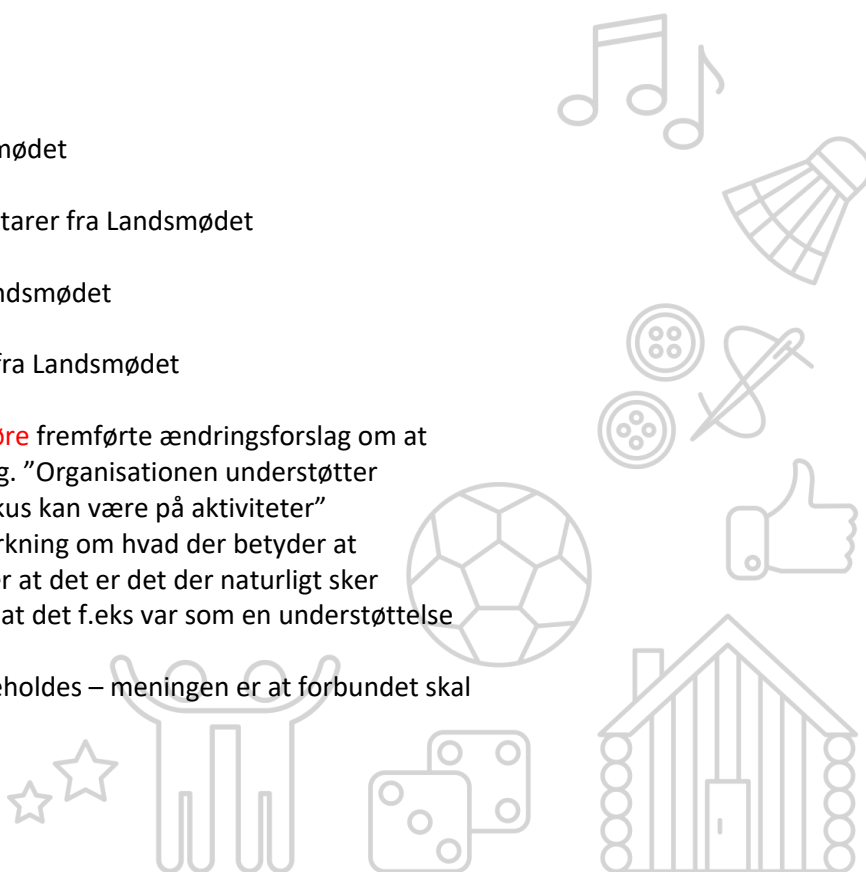 mødet
tarer fra Landsmødet
ndsmødet
fra Landsmødet
øre fremførte ændringsforslag om at
g. ”Organisationen understøtter
kus kan være på aktiviteter”
rkning om hvad der betyder at
er at det er det der naturligt sker
at det f.eks var som en understøttelse
eholdes – meningen er at forbundet skal